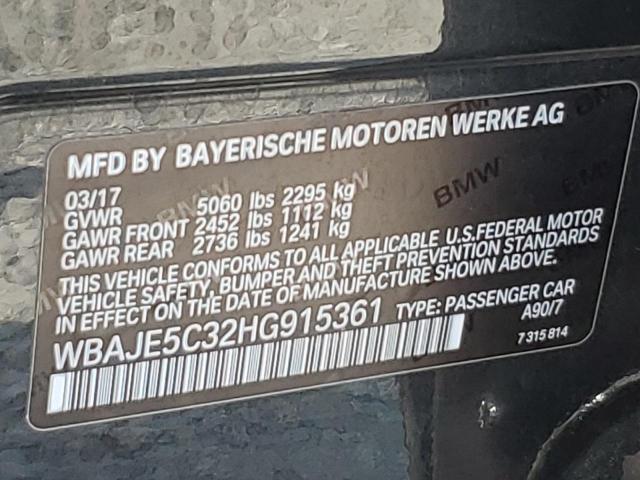 MFD BY BAYERISCHE MOTOREN WERKE AG
03/17
GVWR 5060 lbs 2295 kg
GAWR FRONT 2452 lbs 1112 kg
GAWR REAR 2736 lbs 1241 kg
THIS VEHICLE CONFORMS TO ALL APPLICABLE U.S.FEDERAL MOTOR
VEHICLE SAFETY, BUMPER AND THEFT PREVENTION STANDARDS
IN EFFECT ON THE DATE OF MANUFACTURE SHOWN ABOVE.
WBAJE5C32HG915361 TYPE: PASSENGER CAR
A90/7
7 315 814
BMW